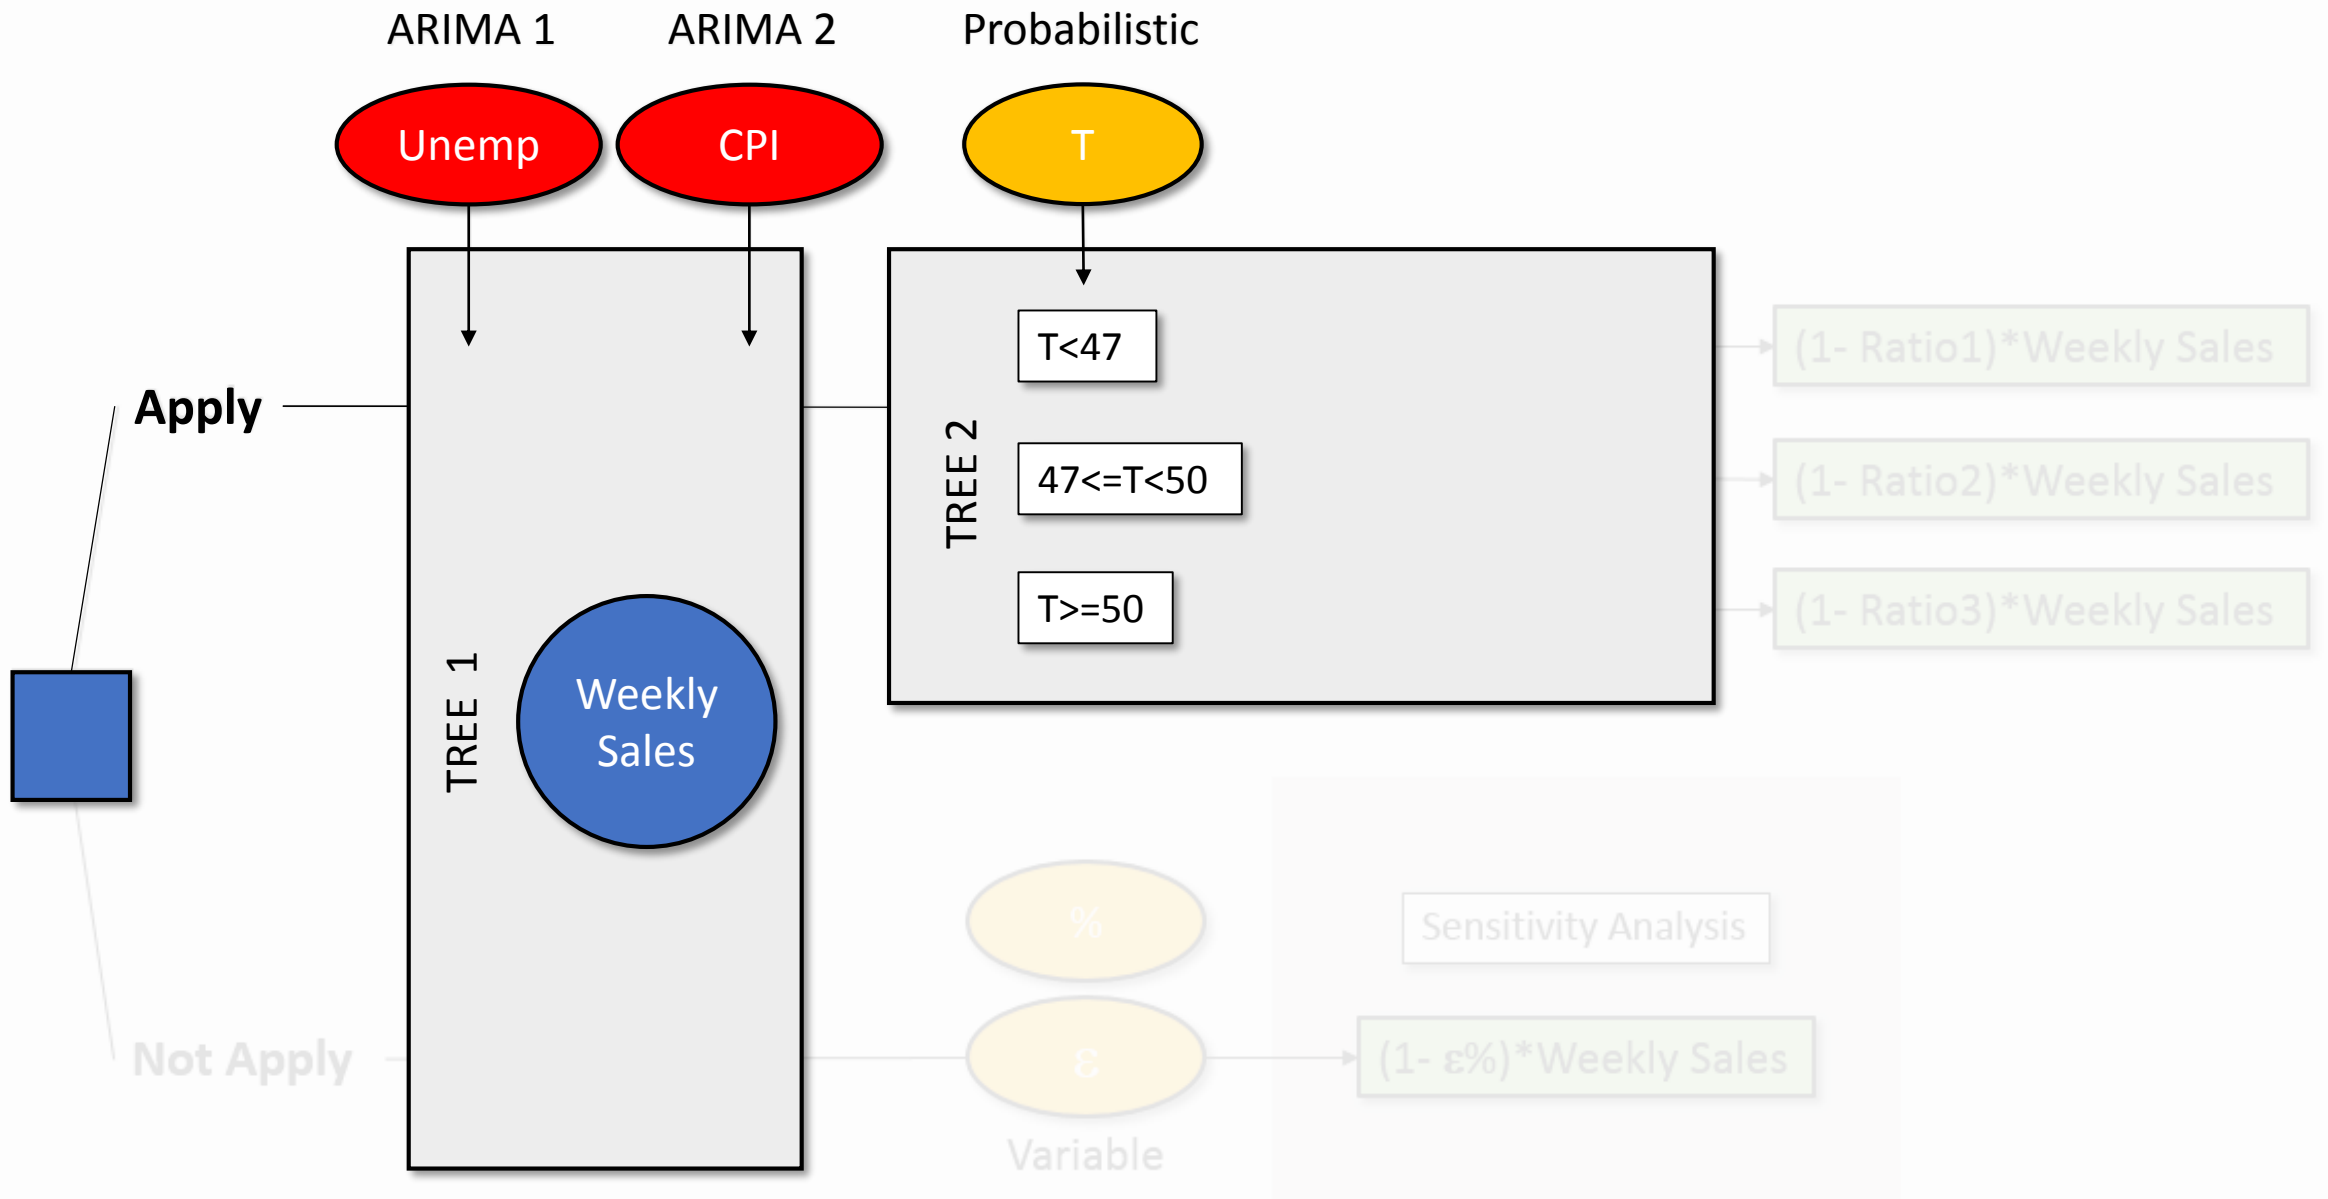 ARIMA 1
ARIMA 2
Probabilistic
Unemp
CPI
T
Apply
T<47
47<=T<50
T>=50
TREE 2
(1- Ratio1)*Weekly Sales
(1- Ratio2)*Weekly Sales
(1- Ratio3)*Weekly Sales
TREE 1
Weekly
Sales
%
Sensitivity Analysis
Not Apply
ε
(1- ε%)*Weekly Sales
Variable